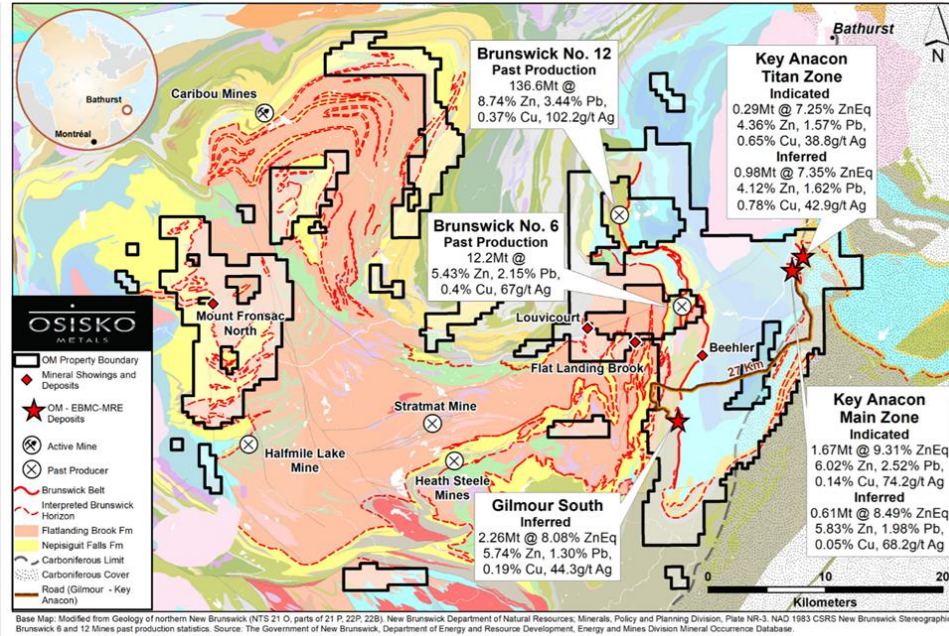 Bathurst
N
Bathurst
Montréal
Caribou Mines
Brunswick No. 12
Past Production
136.6Mt @
8.74% Zn, 3.44% Pb,
0.37% Cu, 102.2g/t Ag
Key Anacon
Titan Zone
Indicated
0.29Mt @ 7.25% ZnEq
4.36% Zn, 1.57% Pb,
0.65% Cu, 38.8g/t Ag
Inferred
0.98Mt @ 7.35% ZnEq
4.12% Zn, 1.62% Pb,
0.78% Cu, 42.9g/t Ag
Brunswick No. 6
Past Production
12.2Mt @
5.43% Zn, 2.15% Pb,
0.4% Cu, 67g/t Ag
Mount Fronsac
North
Louvicourt
Flat Landing Brook
Beehler
27 Km
Stratmat Mine
Halfmile Lake
Mine
Heath Steele
Mines
Gilmour South
Inferred
2.26Mt @ 8.08% ZnEq
5.74% Zn, 1.30% Pb,
0.19% Cu, 44.3g/t Ag
Key Anacon
Main Zone
Indicated
1.67Mt @ 9.31% ZnEq
6.02% Zn, 2.52% Pb,
0.14% Cu, 74.2g/t Ag
Inferred
0.61Mt @ 8.49% ZnEq
5.83% Zn, 1.98% Pb,
0.05% Cu, 68.2g/t Ag
OSISKO
METALS
OM Property Boundary
Mineral Showings and
Deposits
OM - EBMC-MRE
Deposits
Active Mine
Past Producer
Brunswick Belt
Interpreted Brunswick
Horizon
Flatlanding Brook Fm
Nepisiguit Falls Fm
Carboniferous Limit
Carboniferous Cover
Road (Gilmour - Key
Anacon)
0 10 20
Kilometers
Base Map: Modified from Geology of northern New Brunswick (NTS 21 O, parts of 21 P, 22P, 22B). New Brunswick Department of Natural Resources; Minerals, Policy and Planning Division, Plate NR-3. NAD 1983 CSRS New Brunswick Stereograph
Brunswick 6 and 12 Mines past production statistics. Source: The Government of New Brunswick, Department of Energy and Resource Development, Energy and Mines Division Mineral Occurrence Database.